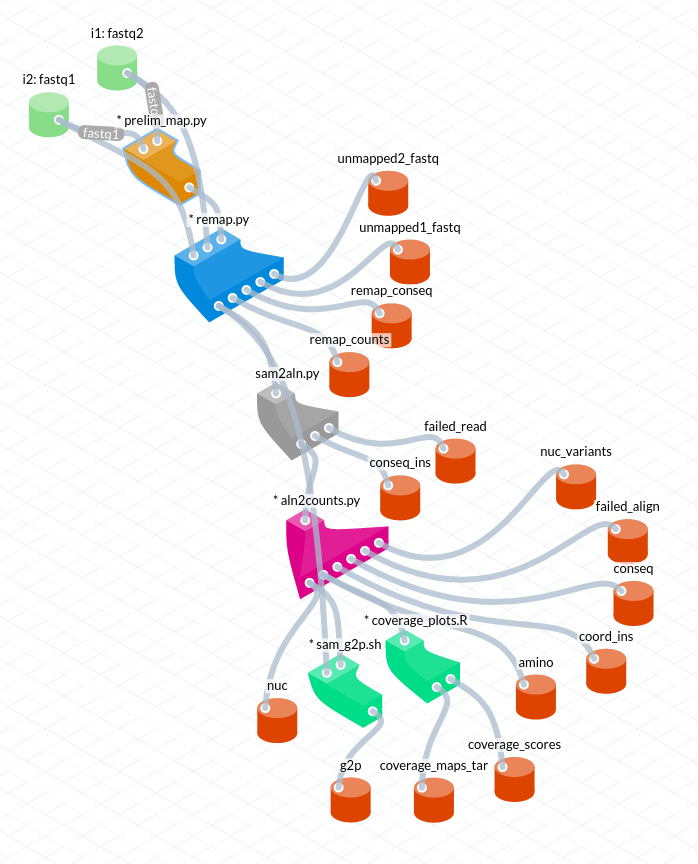 i1: fastq2
i2: fastq1
fastq1
* prelim_map.py
unmapped2_fastq
* remap.py
unmapped1_fastq
remap_conseq
remap_counts
sam2aln.py
failed_read
nuc_variants
conseq_ins
* aln2counts.py
failed_align
conseq
* coverage_plots.R
coord_ins
* sam_g2p.sh
amino
nuc
coverage_scores
g2p
coverage_maps_tar